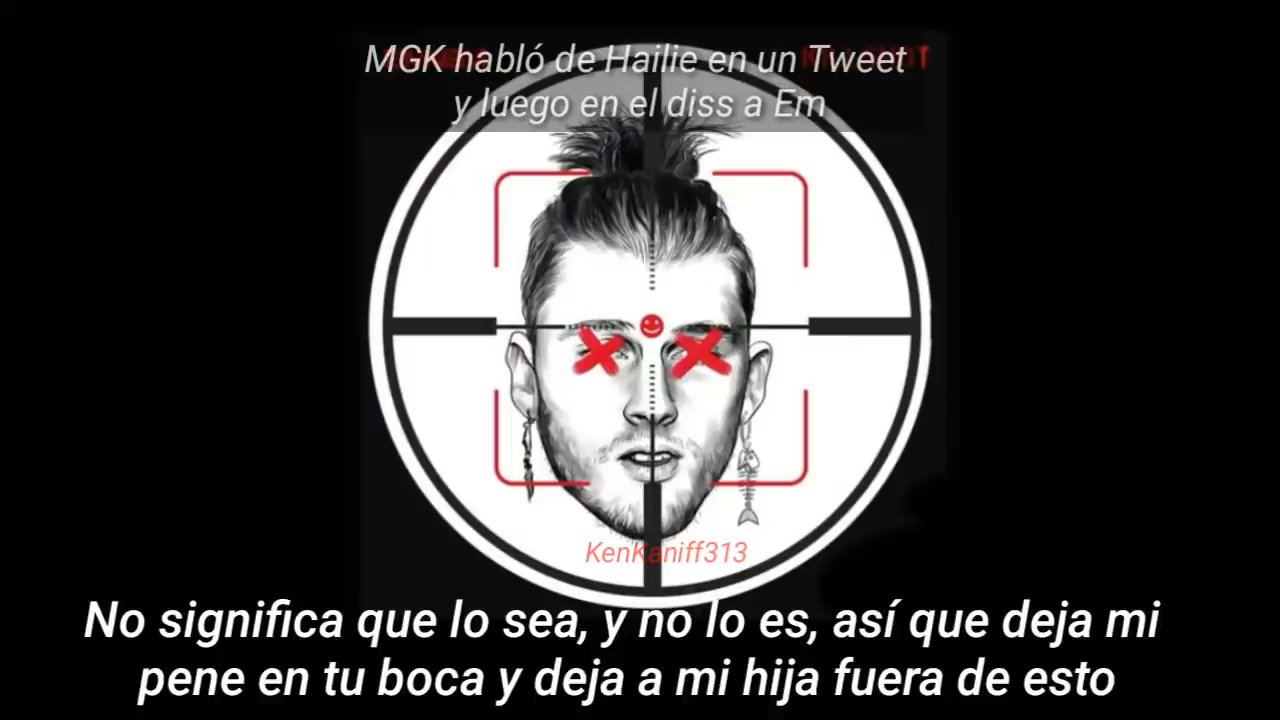 MGK habló de Hailie en un Tweet
y luego en el diss a Em
KenKaniff313
No significa que lo sea, y no lo es, así que deja mi
pene en tu boca y deja a mi hija fuera de esto